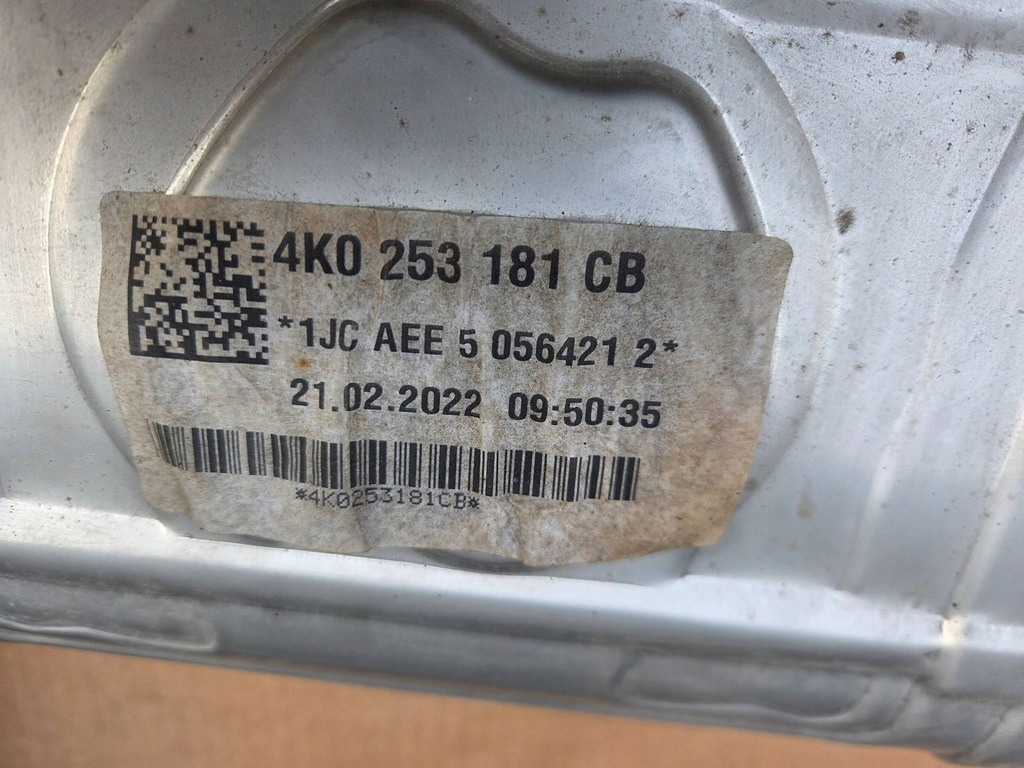 4K0 253 181 CB
*1JC AEE 5 056421 2*
21.02.2022 09:50:35
*4K0253181CB*